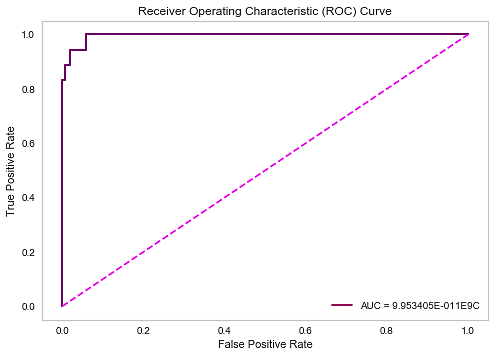 Receiver Operating Characteristic (ROC) Curve
1.0
0.8
0.6
0.4
0.2
0.0
True Positive Rate
0.0 0.2 0.4 0.6 0.8 1.0
False Positive Rate
AUC = 9.953405E-011E9C